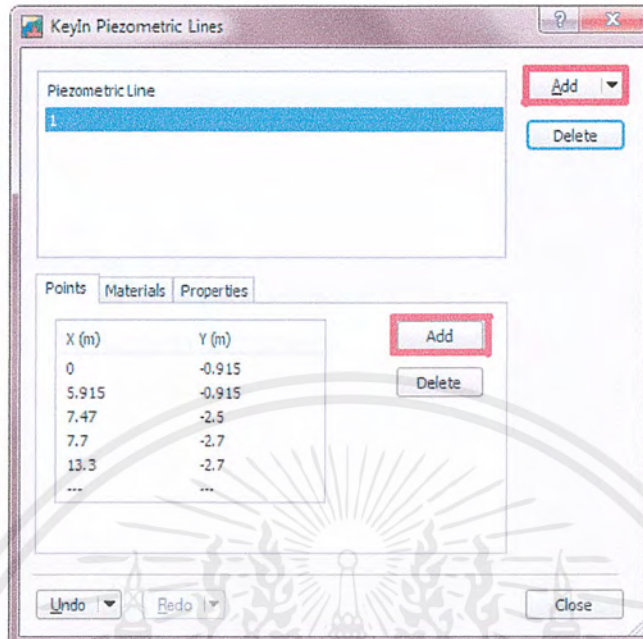 KeyIn Piezometric Lines
Piezometric Line
1
Add
Delete
Points Materials Properties
X (m) Y (m)
0 -0.915
5.915 -0.915
7.47 -2.5
7.7 -2.7
13.3 -2.7
--- ---
Add
Delete
Undo Redo Close